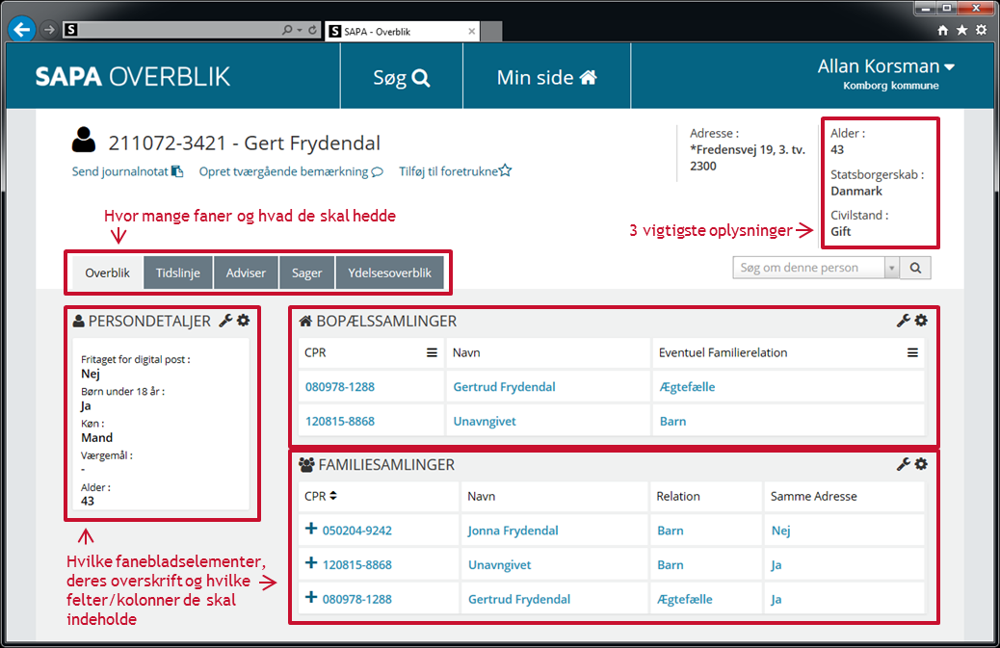 S
S SAPA - Overblik
SAPA OVERBLIK
Søg
Min side
Allan Korsman
Komborg kommune
211072-3421 - Gert Frydendal
Send journalnotat
Opret tværgående bemærkning
Tilføj til foretrukne
Adresse :
*Fredensvej 19, 3. tv.
2300
Alder :
43
Statsborgerskab :
Danmark
Civilstand :
Gift
Hvor mange faner og hvad de skal hedde
3 vigtigste oplysninger
Overblik
Tidslinje
Adviser
Sager
Ydelsesoverblik
Søg om denne person
PERSONDETALJER
Fritaget for digital post :
Nej
Børn under 18 år :
Ja
Køn :
Mand
Værgemål :
-
Alder :
43
Hvilke fanebladselementer,
deres overskrift og hvilke
felter/kolonner de skal
indeholde
BOPÆLSSAMLINGER
CPR Navn Eventuel Familierelation
080978-1288 Gertrud Frydendal Ægtefælle
120815-8868 Unavngivet Barn
FAMILIESAMLINGER
CPR Navn Relation Samme Adresse
050204-9242 Jonna Frydendal Barn Nej
120815-8868 Unavngivet Barn Ja
080978-1288 Gertrud Frydendal Ægtefælle Ja